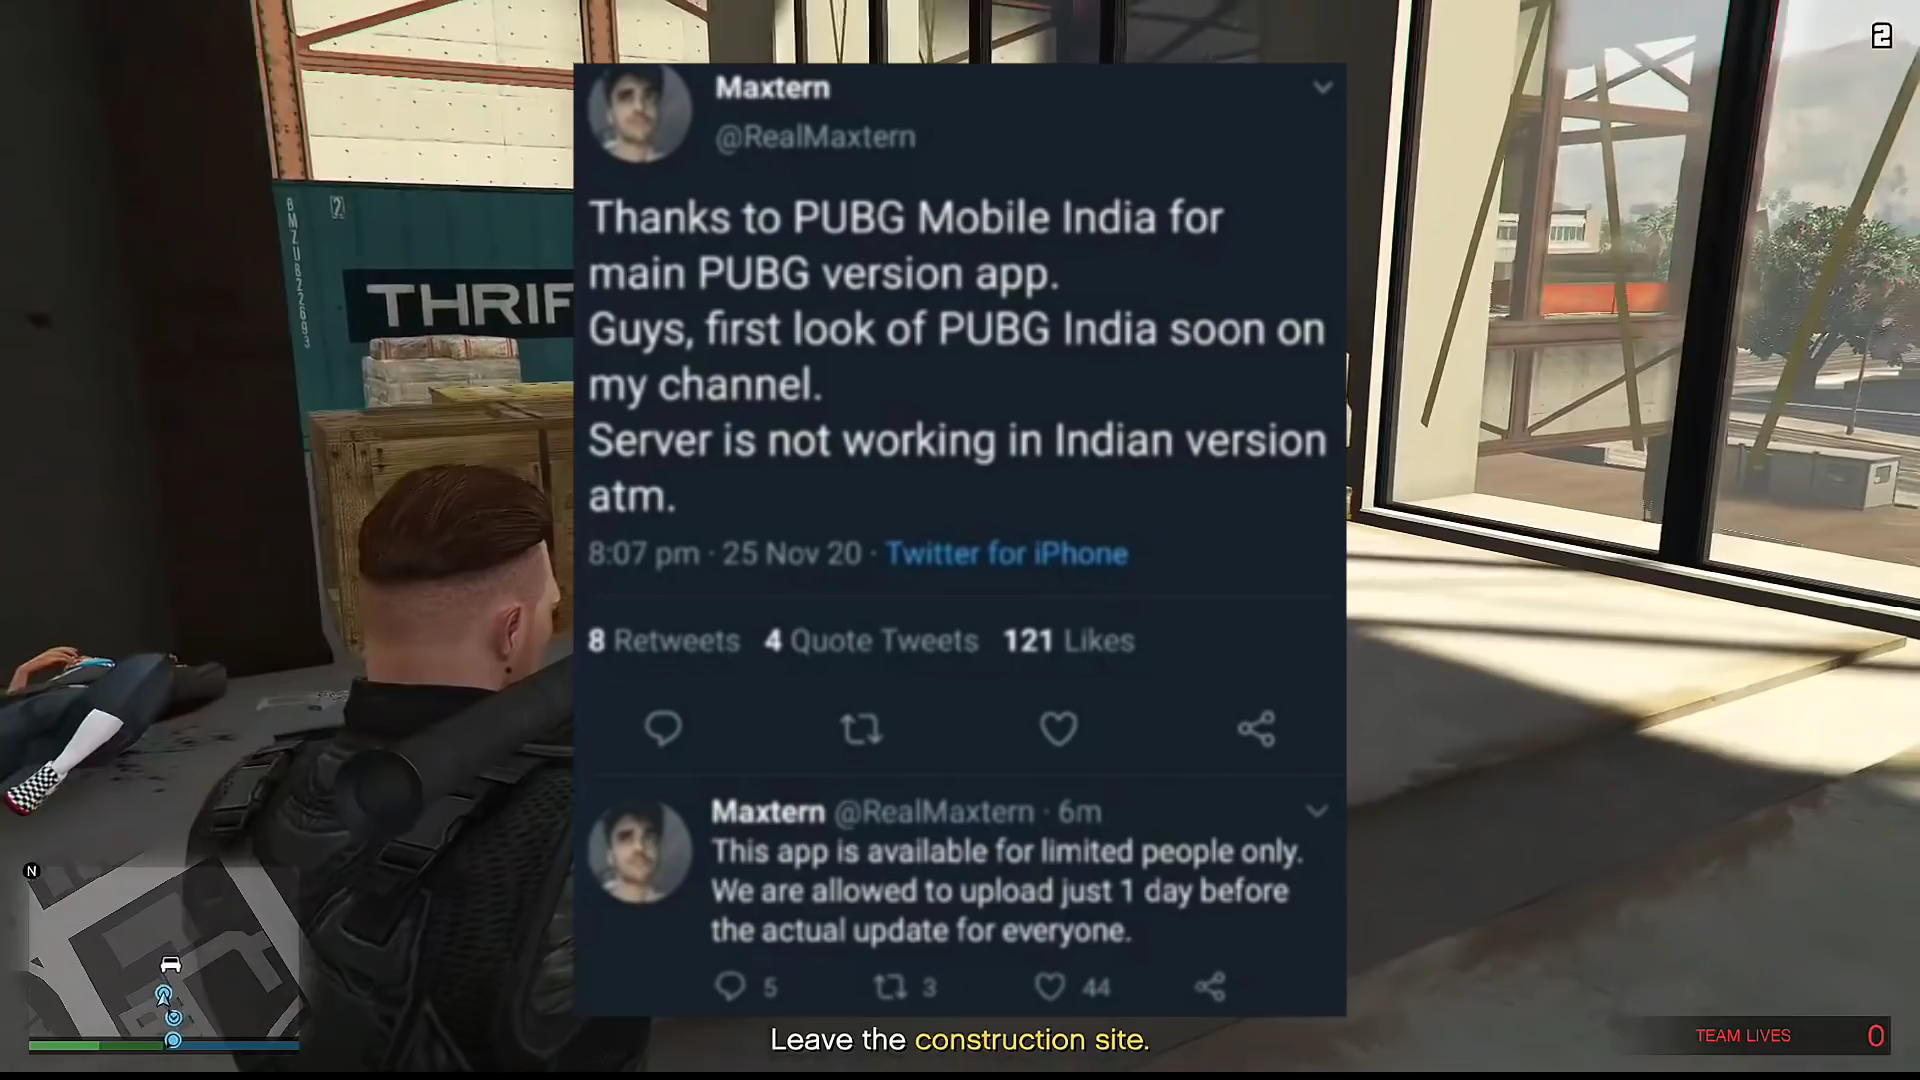 2
BMZUB
2
THRIF
Maxtern
@RealMaxtern
Thanks to PUBG Mobile India for
main PUBG version app.
Guys, first look of PUBG India soon on
my channel.
Server is not working in Indian version
atm.
8:07 pm · 25 Nov 20 · Twitter for iPhone
8 Retweets 4 Quote Tweets 121 Likes
Maxtern @RealMaxtern · 6m
This app is available for limited people only.
We are allowed to upload just 1 day before
the actual update for everyone.
5 3 44
N
Leave the construction site.
TEAM LIVES 0